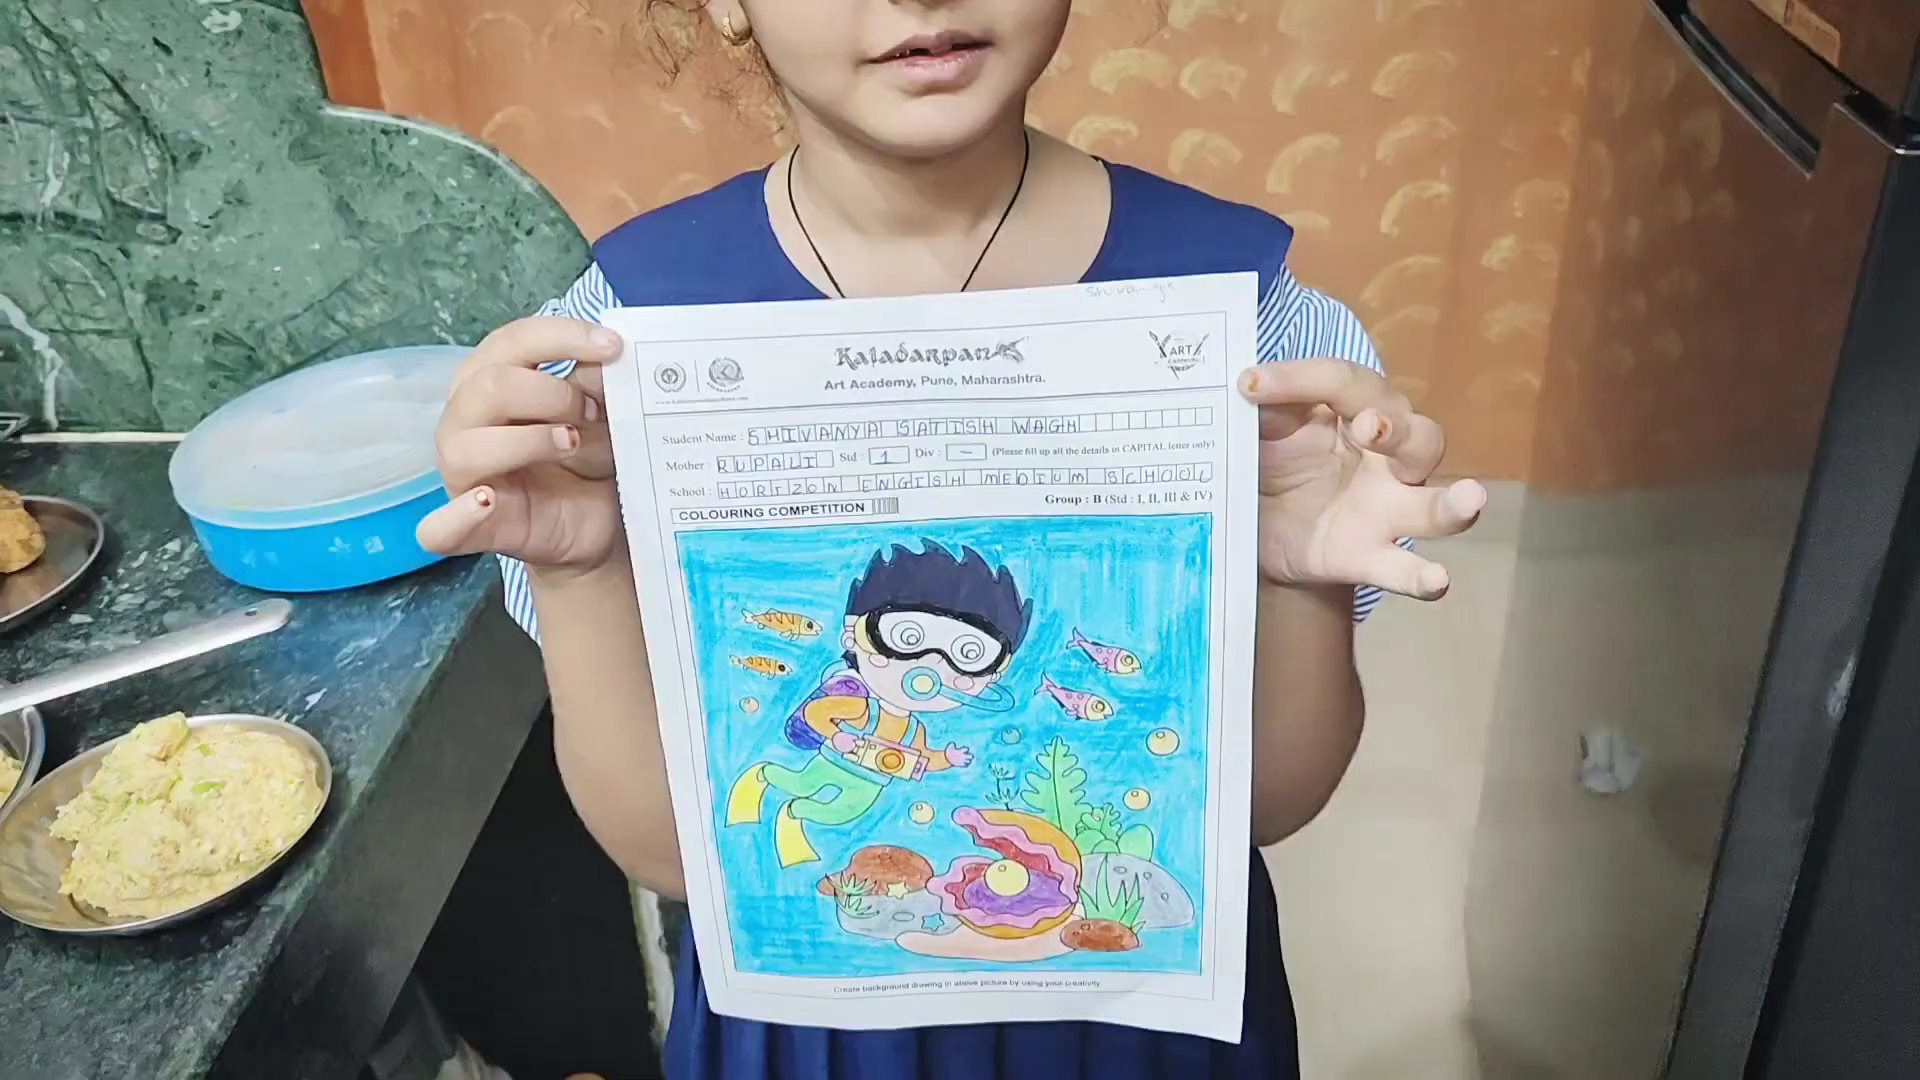 Kaladarpan
Art Academy, Pune, Maharashtra.
ART
Student Name : SHIVANYA SATISH WAGH
Mother : RUPALI Std : 1 Div : - (Please fill up all the details in CAPITAL letter only)
School : HORIZON ENGISH MEDIUM SCHOOL
COLOURING COMPETITION Group : B (Std : I, II, III & IV)
Create background drawing in above picture by using your creativity